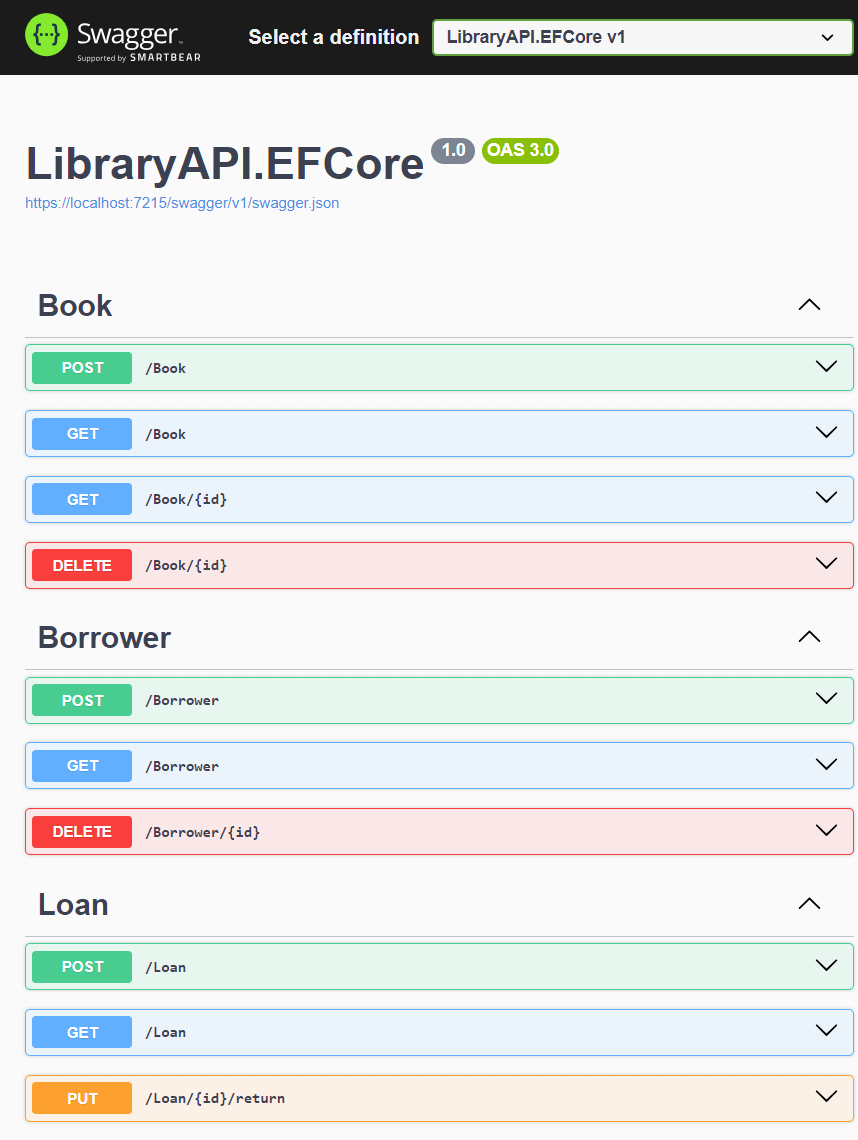 Swagger
Supported by SMARTBEAR
Select a definition
LibraryAPI.EFCore v1
LibraryAPI.EFCore 1.0 OAS 3.0
https://localhost:7215/swagger/v1/swagger.json
Book
POST /Book
GET /Book
GET /Book/{id}
DELETE /Book/{id}
Borrower
POST /Borrower
GET /Borrower
DELETE /Borrower/{id}
Loan
POST /Loan
GET /Loan
PUT /Loan/{id}/return